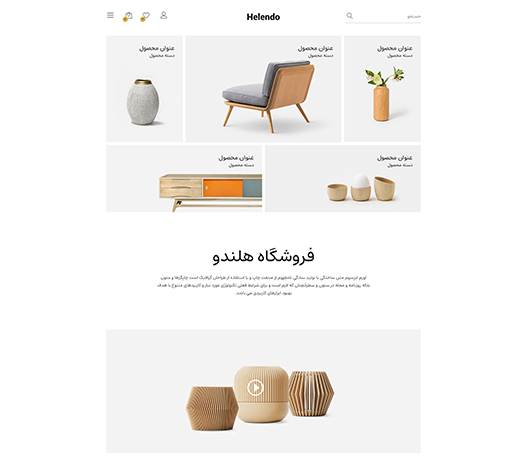 Helendo
جستجو
عنوان محصول
دسته محصول
عنوان محصول
دسته محصول
عنوان محصول
دسته محصول
عنوان محصول
دسته محصول
عنوان محصول
دسته محصول
فروشگاه هلندو
لورم ایپسوم متن ساختگی با تولید سادگی نامفهوم از صنعت چاپ و با استفاده از طراحان گرافیک است چاپگرها و متون
بلکه روزنامه و مجله در ستون و سطرآنچنان که لازم است و برای شرایط فعلی تکنولوژی مورد نیاز و کاربردهای متنوع با هدف
بهبود ابزارهای کاربردی می باشد.